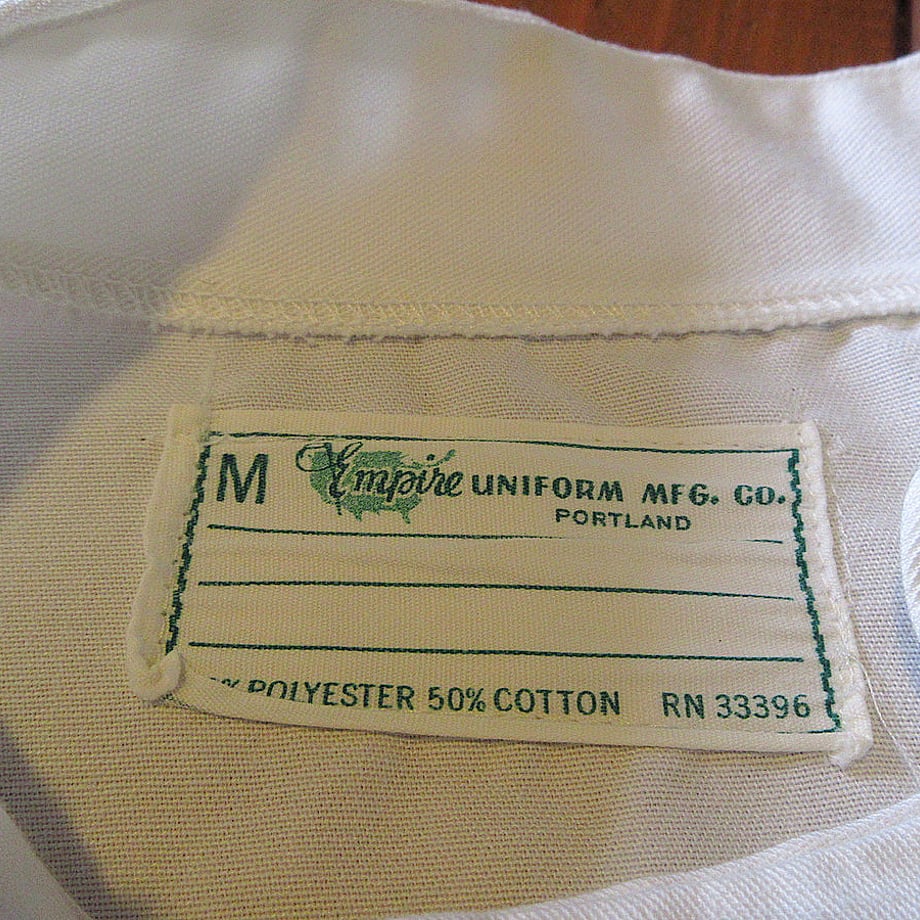 M Empire UNIFORM MFG. CO.
PORTLAND
% POLYESTER 50% COTTON RN 33396